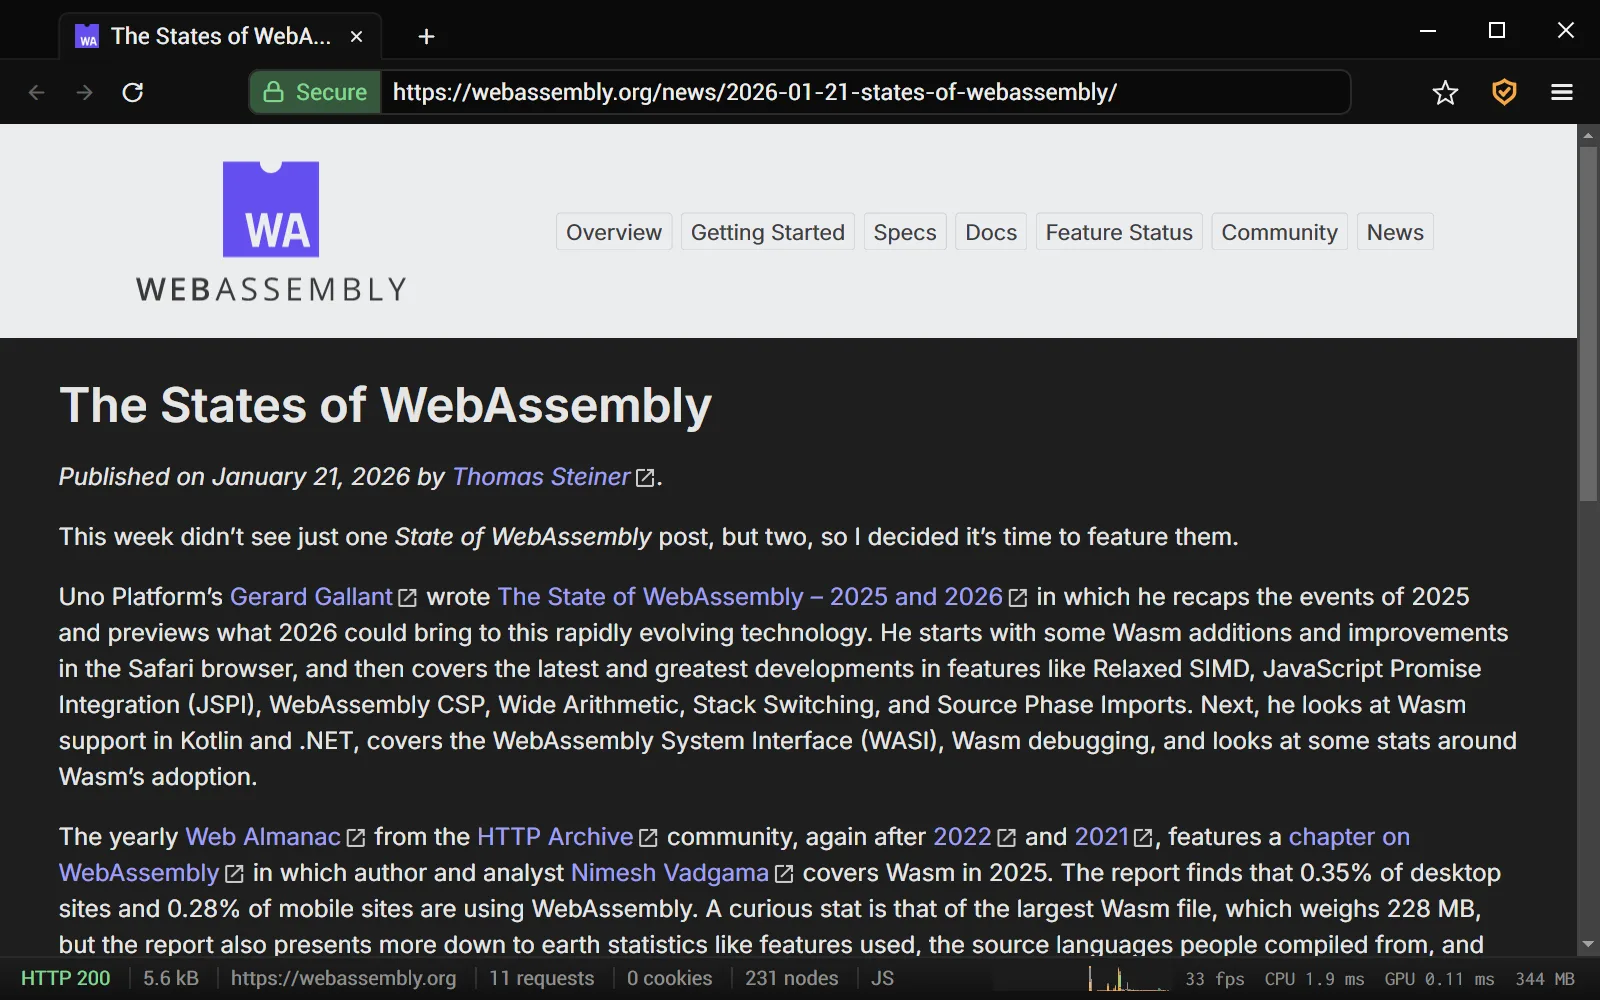 WA The States of WebA...
Secure https://webassembly.org/news/2026-01-21-states-of-webassembly/
WA
WEBASSEMBLY
Overview Getting Started Specs Docs Feature Status Community News
The States of WebAssembly
Published on January 21, 2026 by Thomas Steiner.
This week didn’t see just one State of WebAssembly post, but two, so I decided it’s time to feature them.
Uno Platform’s Gerard Gallant wrote The State of WebAssembly – 2025 and 2026 in which he recaps the events of 2025
and previews what 2026 could bring to this rapidly evolving technology. He starts with some Wasm additions and improvements
in the Safari browser, and then covers the latest and greatest developments in features like Relaxed SIMD, JavaScript Promise
Integration (JSPI), WebAssembly CSP, Wide Arithmetic, Stack Switching, and Source Phase Imports. Next, he looks at Wasm
support in Kotlin and .NET, covers the WebAssembly System Interface (WASI), Wasm debugging, and looks at some stats around
Wasm’s adoption.
The yearly Web Almanac from the HTTP Archive community, again after 2022 and 2021, features a chapter on
WebAssembly in which author and analyst Nimesh Vadgama covers Wasm in 2025. The report finds that 0.35% of desktop
sites and 0.28% of mobile sites are using WebAssembly. A curious stat is that of the largest Wasm file, which weighs 228 MB,
but the report also presents more down to earth statistics like features used, the source languages people compiled from, and
HTTP 200 5.6 kB https://webassembly.org 11 requests 0 cookies 231 nodes JS 33 fps CPU 1.9 ms GPU 0.11 ms 344 MB